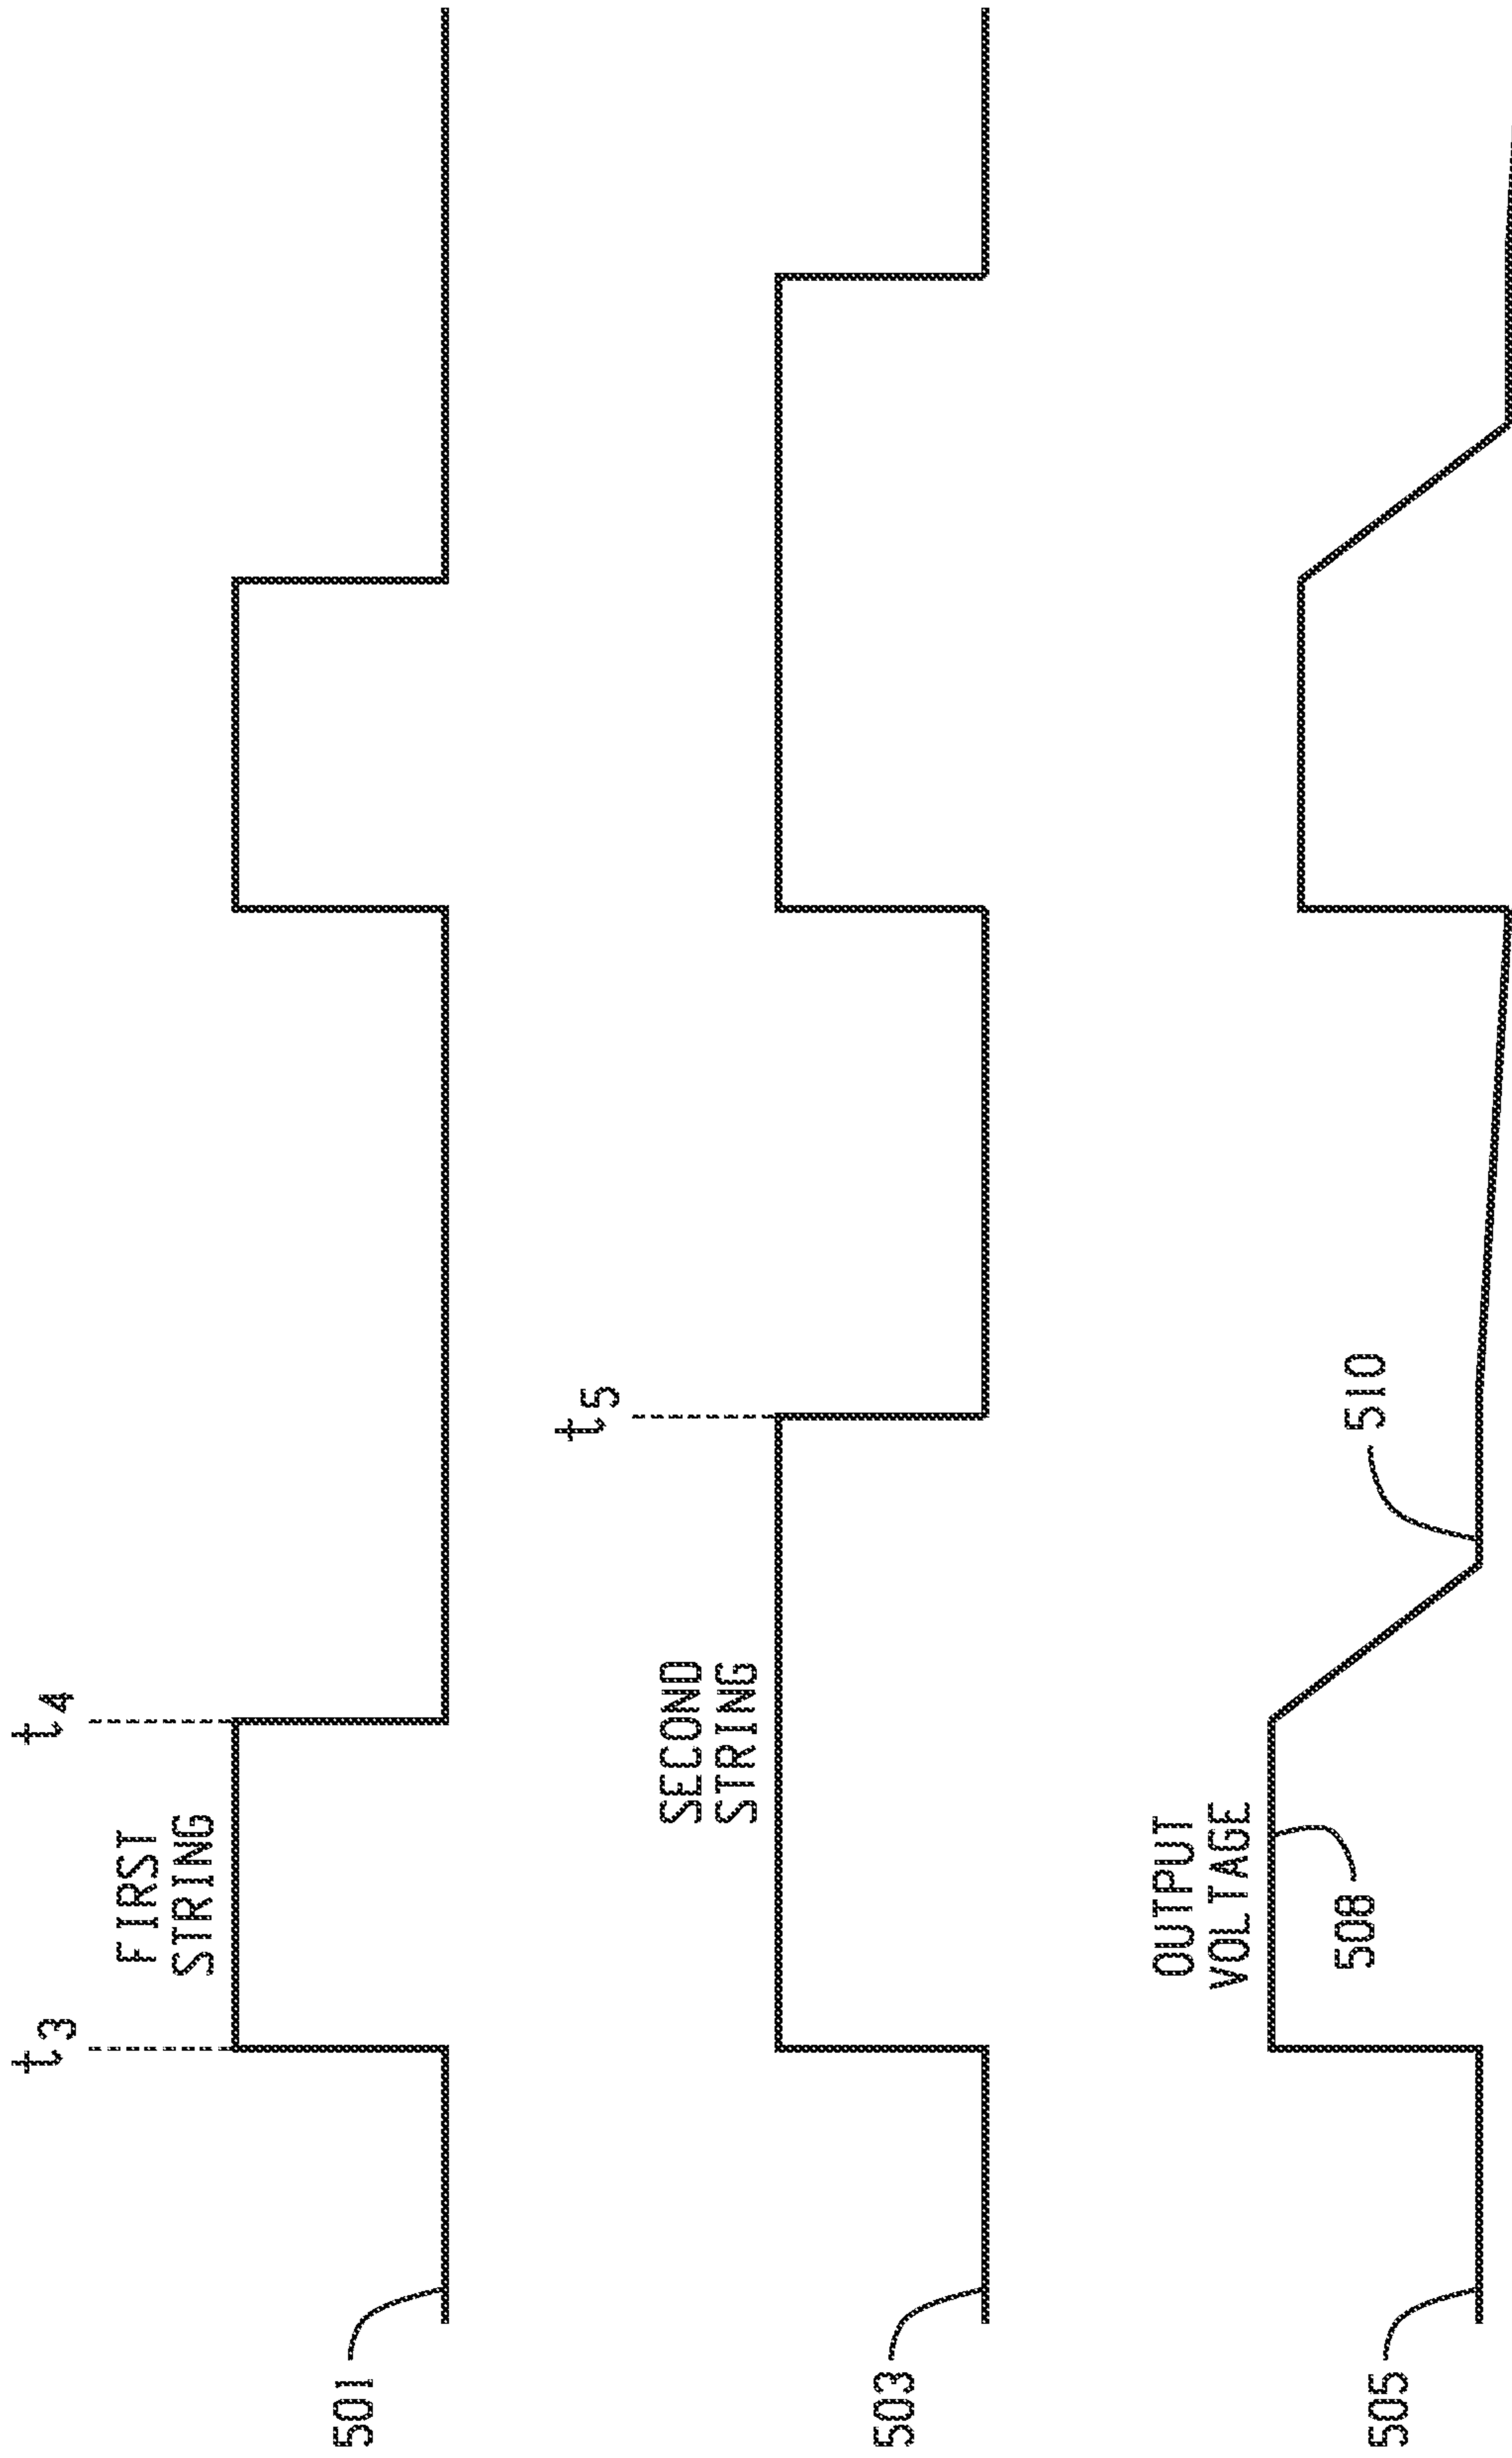 t3
t4
FIRST
STRING
501
t5
SECOND
STRING
503
OUTPUT
VOLTAGE
508
510
505